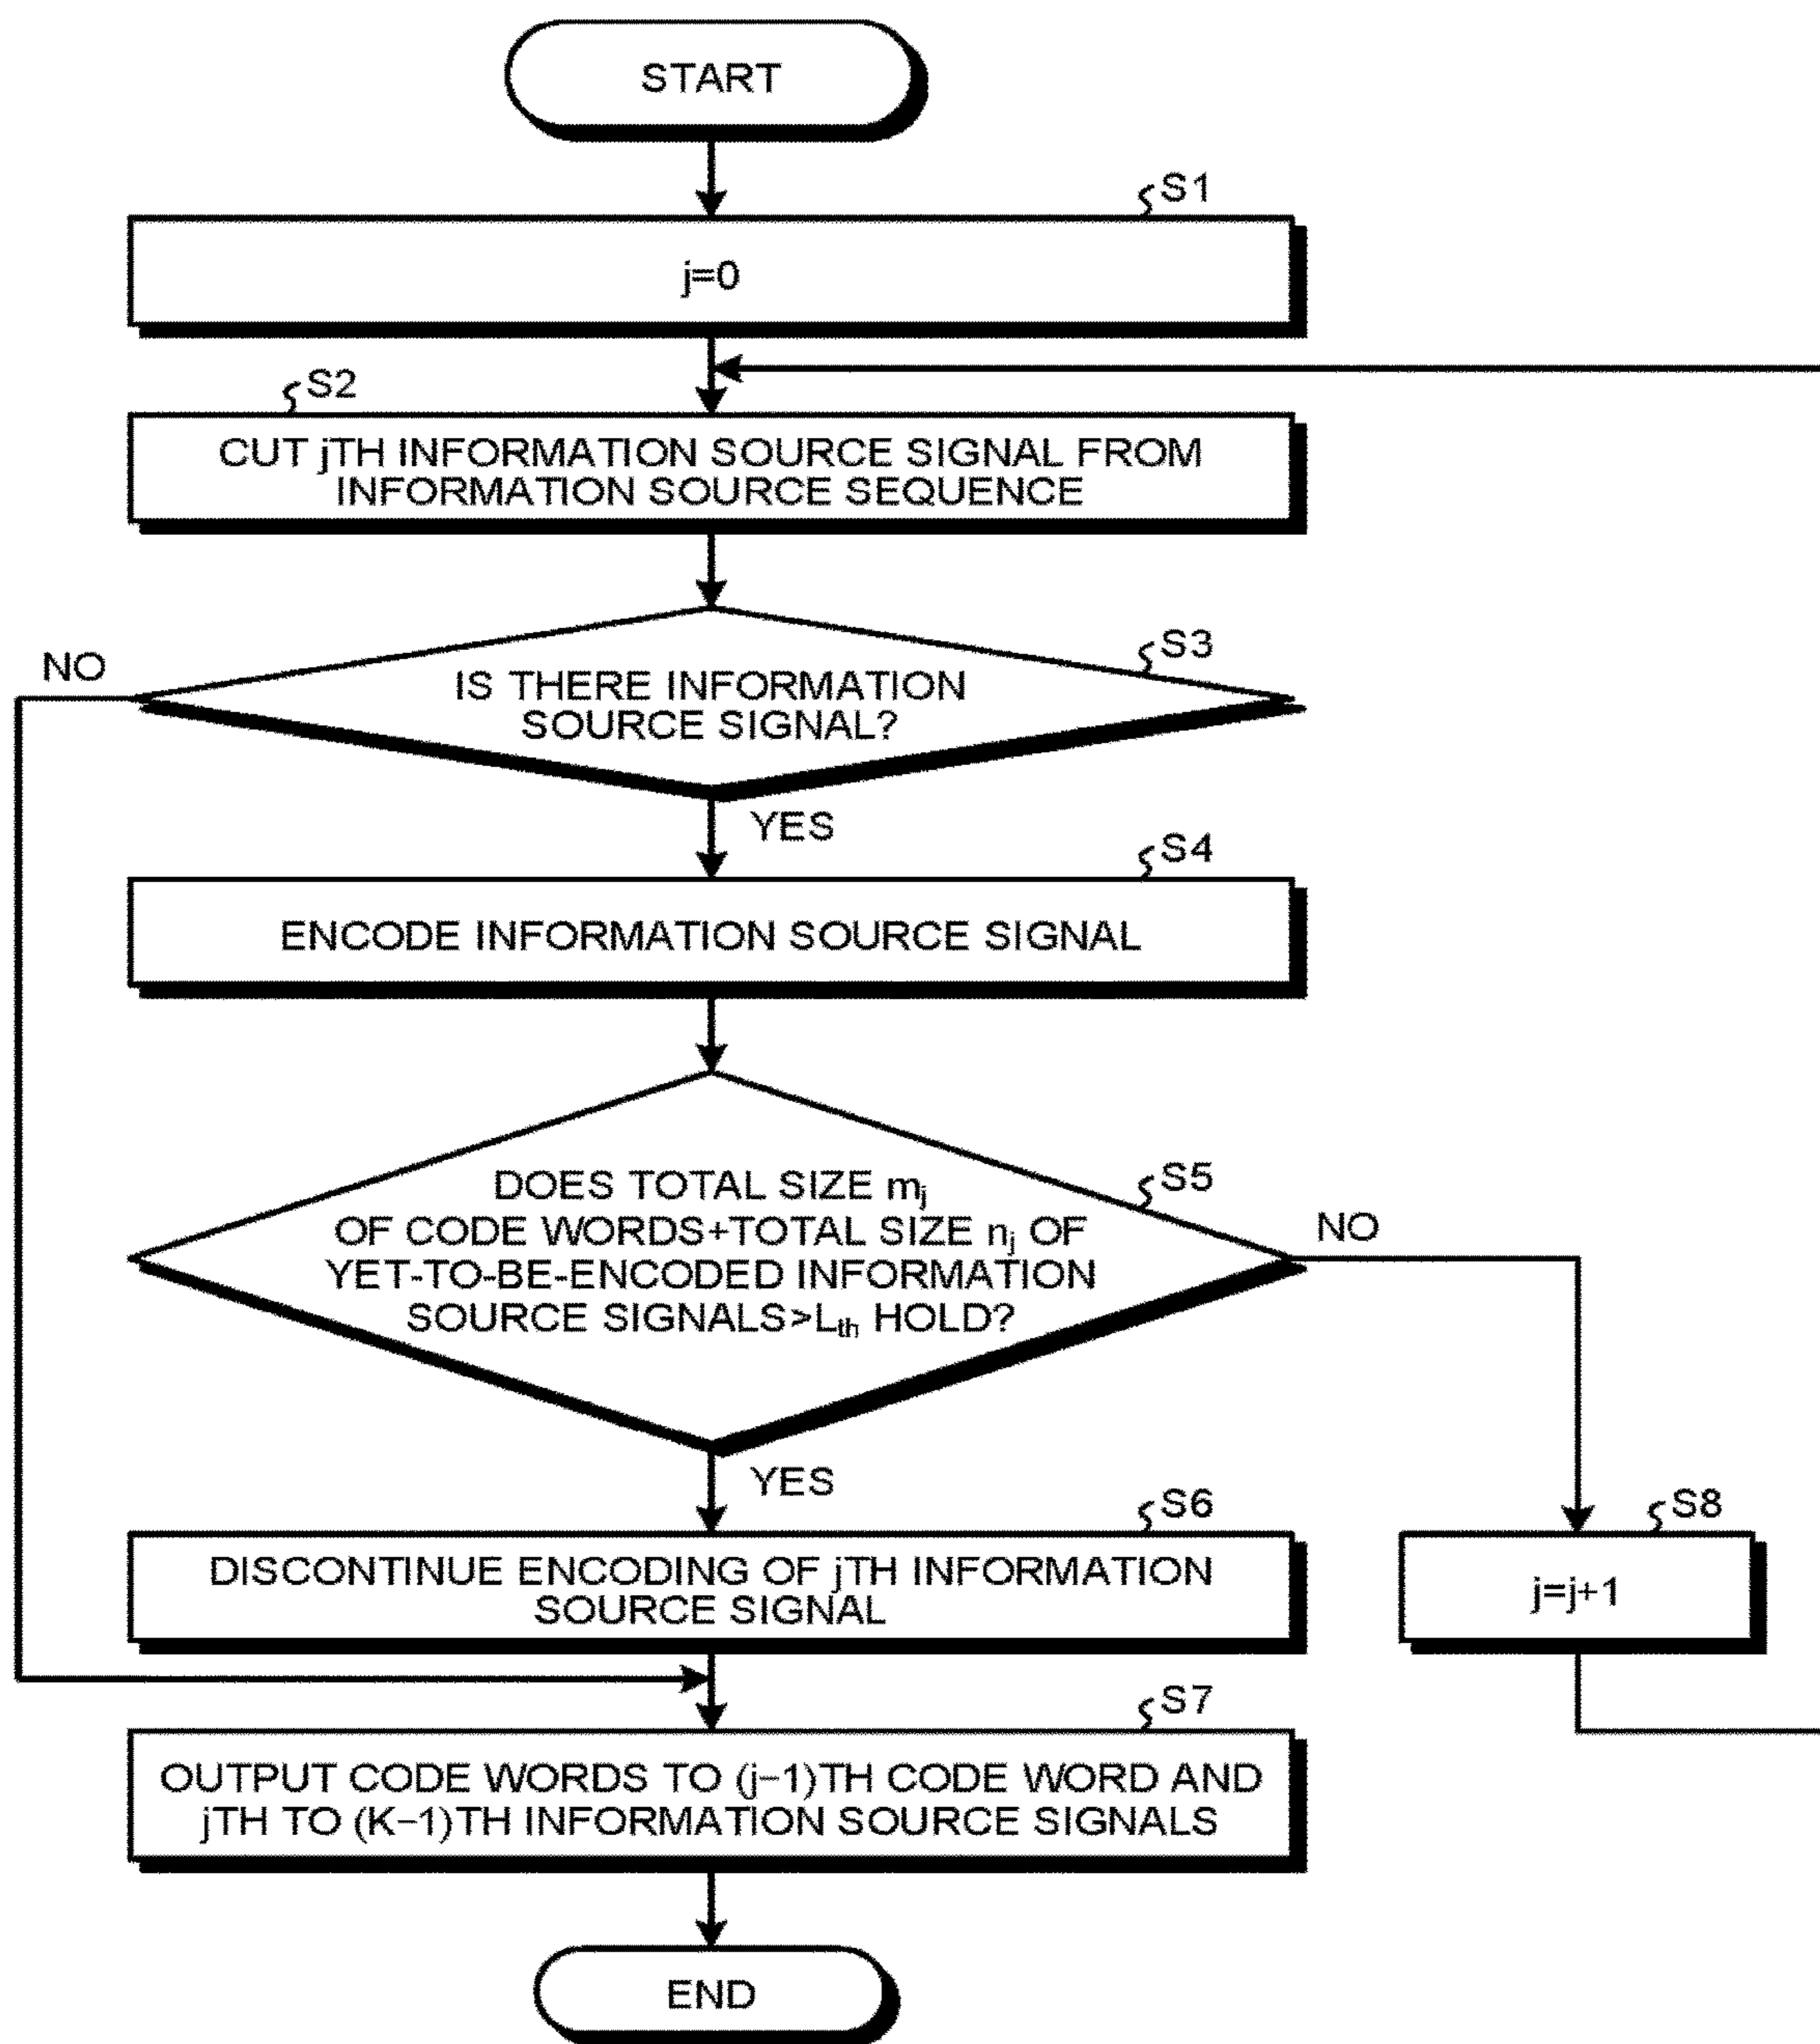 START
S1
j=0
S2
CUT jTH INFORMATION SOURCE SIGNAL FROM
INFORMATION SOURCE SEQUENCE
S3
NO
IS THERE INFORMATION
SOURCE SIGNAL?
YES
S4
ENCODE INFORMATION SOURCE SIGNAL
S5
DOES TOTAL SIZE mj
OF CODE WORDS+TOTAL SIZE nj OF
YET-TO-BE-ENCODED INFORMATION
SOURCE SIGNALS>Lth HOLD?
NO
YES
S6
DISCONTINUE ENCODING OF jTH INFORMATION
SOURCE SIGNAL
S8
j=j+1
S7
OUTPUT CODE WORDS TO (j−1)TH CODE WORD AND
jTH TO (K−1)TH INFORMATION SOURCE SIGNALS
END